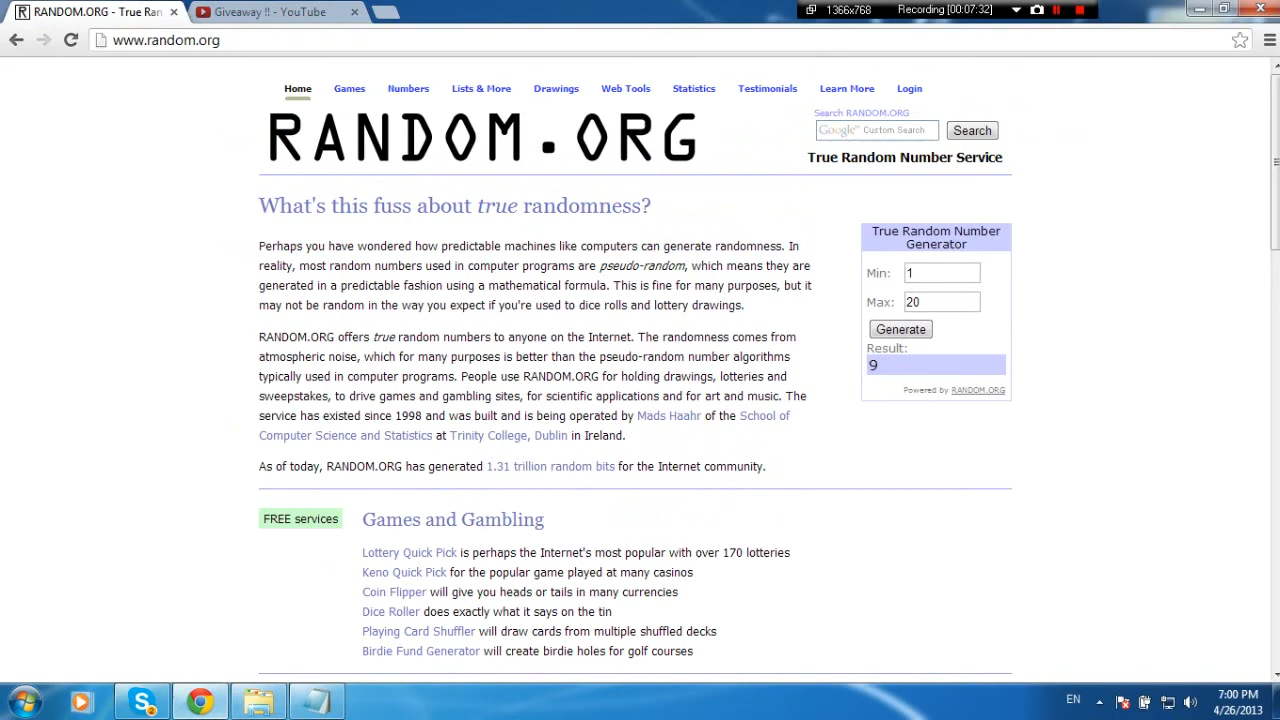 RANDOM.ORG - True Ran
Giveaway !! - YouTube
1366x768
Recording [00:07:32]
www.random.org
Home Games Numbers Lists & More Drawings Web Tools Statistics Testimonials Learn More Login
Search RANDOM.ORG
RANDOM.ORG
Google Custom Search
Search
True Random Number Service
What's this fuss about true randomness?
Perhaps you have wondered how predictable machines like computers can generate randomness. In
reality, most random numbers used in computer programs are pseudo-random, which means they are
generated in a predictable fashion using a mathematical formula. This is fine for many purposes, but it
may not be random in the way you expect if you're used to dice rolls and lottery drawings.
RANDOM.ORG offers true random numbers to anyone on the Internet. The randomness comes from
atmospheric noise, which for many purposes is better than the pseudo-random number algorithms
typically used in computer programs. People use RANDOM.ORG for holding drawings, lotteries and
sweepstakes, to drive games and gambling sites, for scientific applications and for art and music. The
service has existed since 1998 and was built and is being operated by Mads Haahr of the School of
Computer Science and Statistics at Trinity College, Dublin in Ireland.
As of today, RANDOM.ORG has generated 1.31 trillion random bits for the Internet community.
True Random Number
Generator
Min: 1
Max: 20
Generate
Result:
9
Powered by RANDOM.ORG
FREE services
Games and Gambling
Lottery Quick Pick is perhaps the Internet's most popular with over 170 lotteries
Keno Quick Pick for the popular game played at many casinos
Coin Flipper will give you heads or tails in many currencies
Dice Roller does exactly what it says on the tin
Playing Card Shuffler will draw cards from multiple shuffled decks
Birdie Fund Generator will create birdie holes for golf courses
EN
7:00 PM
4/26/2013